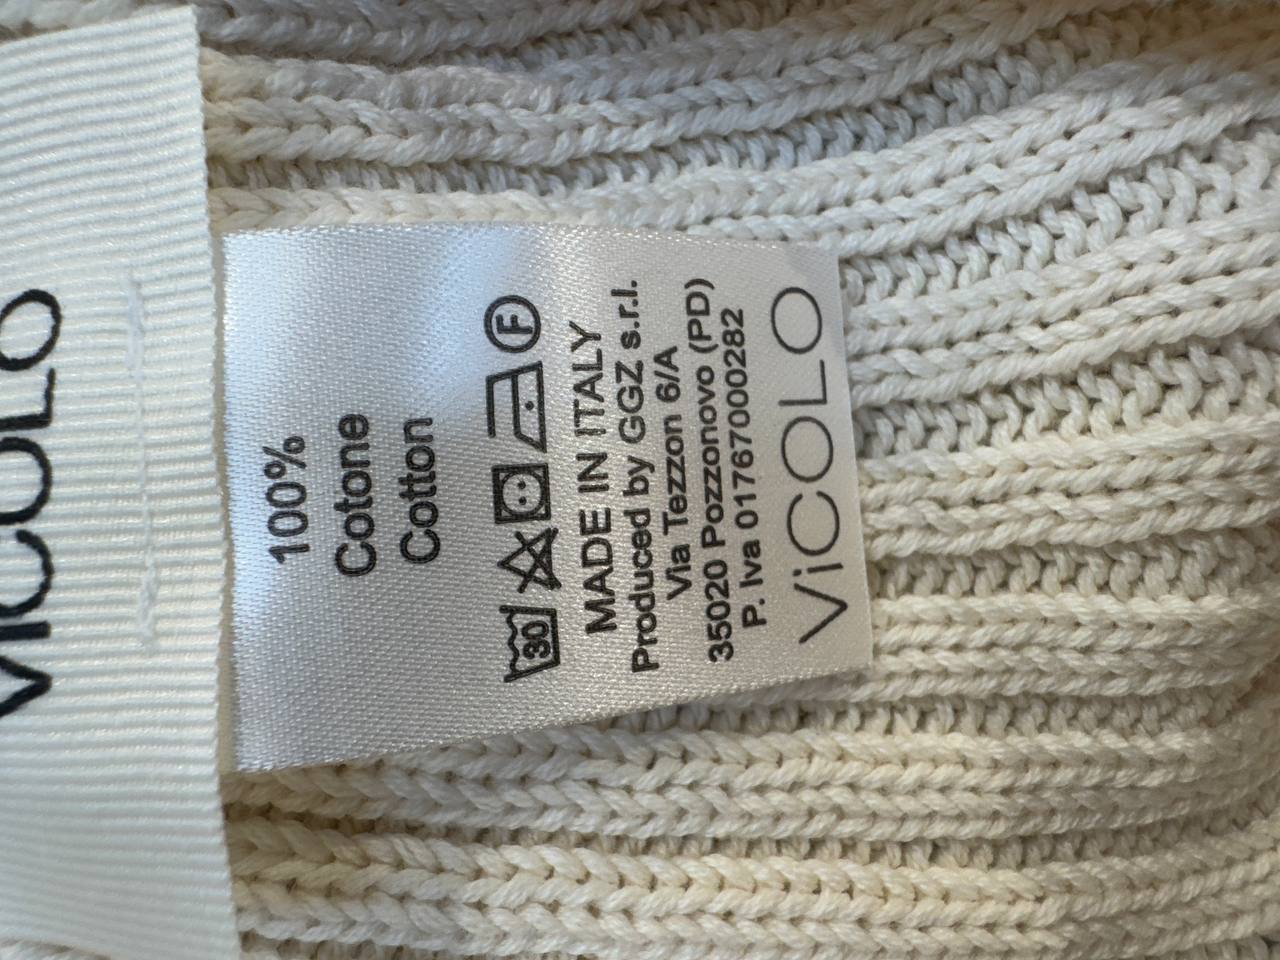 ViCOLO
100%
Cotone
Cotton
30 F
MADE IN ITALY
Produced by GGZ s.r.l.
Via Tezzon 6/A
35020 Pozzonovo (PD)
P. Iva 01767000282
ViCOLO